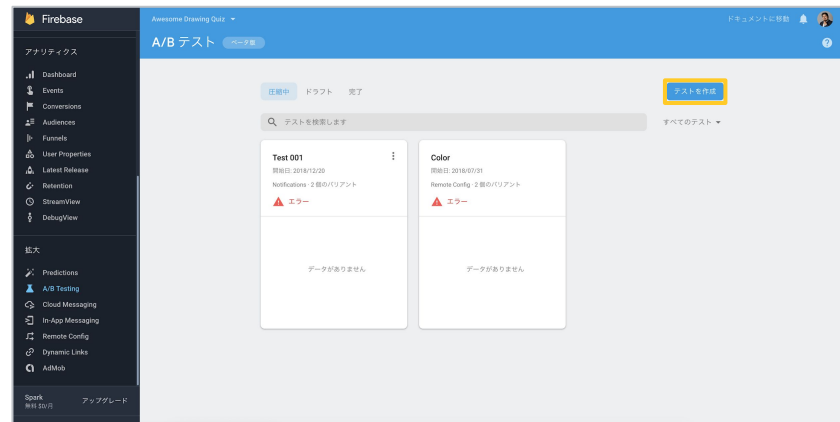 Firebase
アナリティクス
Dashboard
Events
Conversions
Audiences
Funnels
User Properties
Latest Release
Retention
StreamView
DebugView
拡大
Predictions
A/B Testing
Cloud Messaging
In-App Messaging
Remote Config
Dynamic Links
AdMob
Spark
無料 $0/月
アップグレード
Awesome Drawing Quiz
ドキュメントに移動
A/B テスト
ベータ版
圧縮中
ドラフト
完了
テストを作成
テストを検索します
すべてのテスト
Test 001
開始日: 2018/12/20
Notifications · 2 個のバリアント
エラー
データがありません
Color
開始日: 2018/07/31
Remote Config · 2 個のバリアント
エラー
データがありません